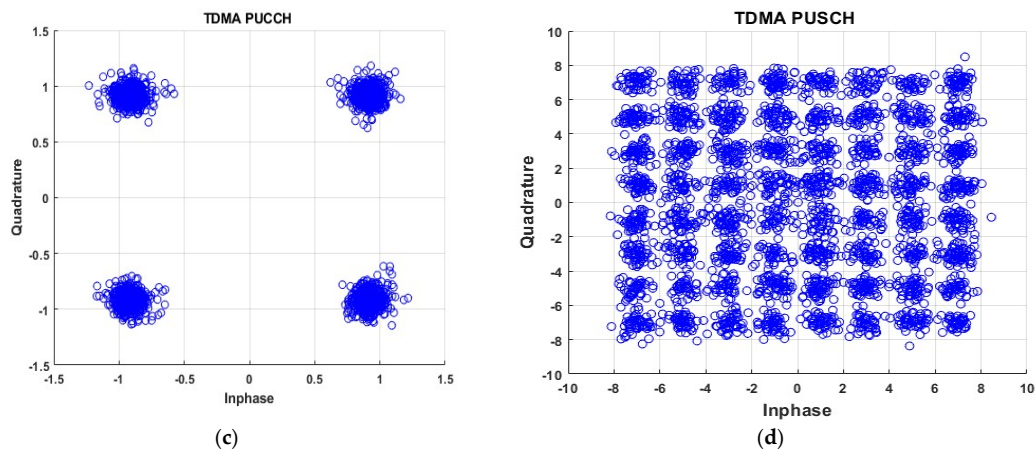 TDMA PUCCH
1.5
1
0.5
0
-0.5
-1
-1.5
Quadrature
-1.5 -1 -0.5 0 0.5 1 1.5
Inphase
(c)
TDMA PUSCH
10
8
6
4
2
0
-2
-4
-6
-8
-10
Quadrature
-10 -8 -6 -4 -2 0 2 4 6 8 10
Inphase
(d)